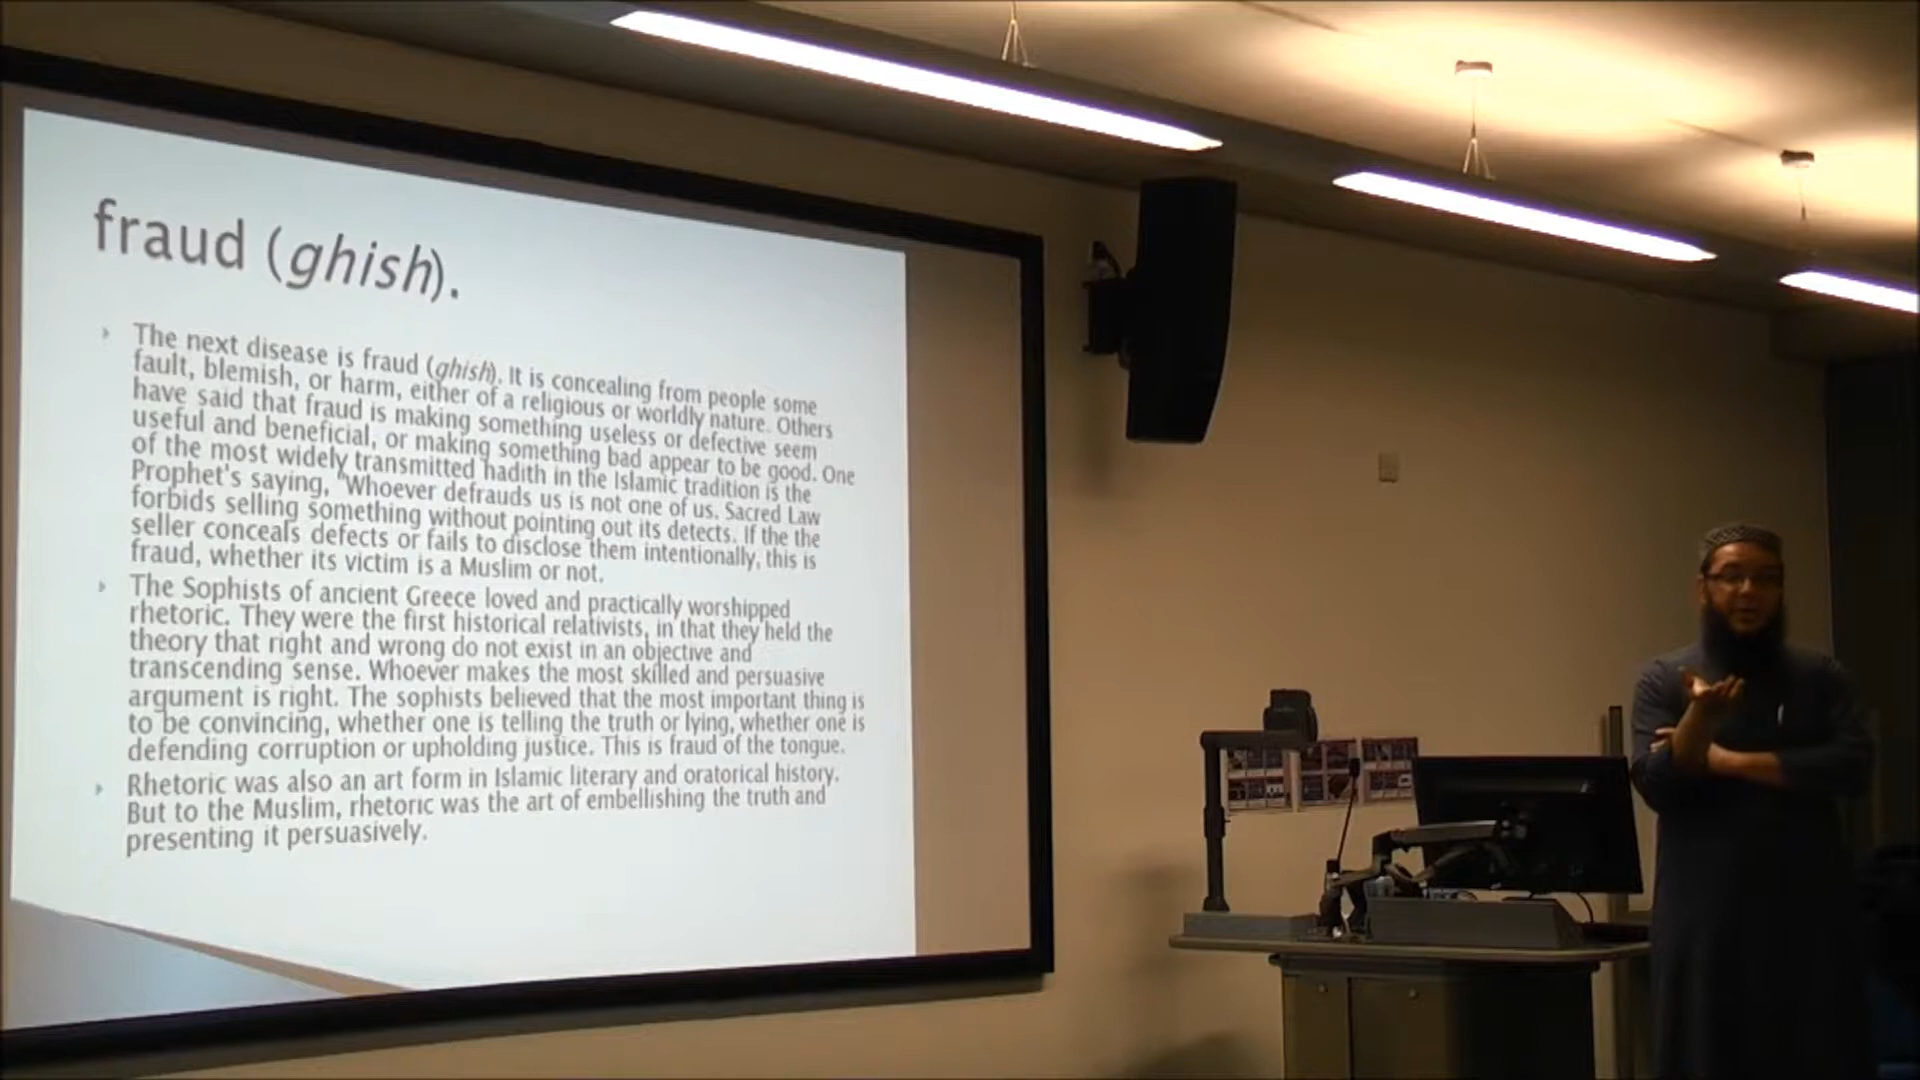 fraud (ghish).
The next disease is fraud (ghish). It is concealing from people some
fault, blemish, or harm, either of a religious or worldly nature. Others
have said that fraud is making something useless or defective seem
useful and beneficial, or making something bad appear to be good. One
of the most widely transmitted hadith in the Islamic tradition is the
Prophet's saying, "Whoever defrauds us is not one of us. Sacred Law
forbids selling something without pointing out its detects. If the the
seller conceals defects or fails to disclose them intentionally, this is
fraud, whether its victim is a Muslim or not.
The Sophists of ancient Greece loved and practically worshipped
rhetoric. They were the first historical relativists, in that they held the
theory that right and wrong do not exist in an objective and
transcending sense. Whoever makes the most skilled and persuasive
argument is right. The sophists believed that the most important thing is
to be convincing, whether one is telling the truth or lying, whether one is
defending corruption or upholding justice. This is fraud of the tongue.
Rhetoric was also an art form in Islamic literary and oratorical history.
But to the Muslim, rhetoric was the art of embellishing the truth and
presenting it persuasively.